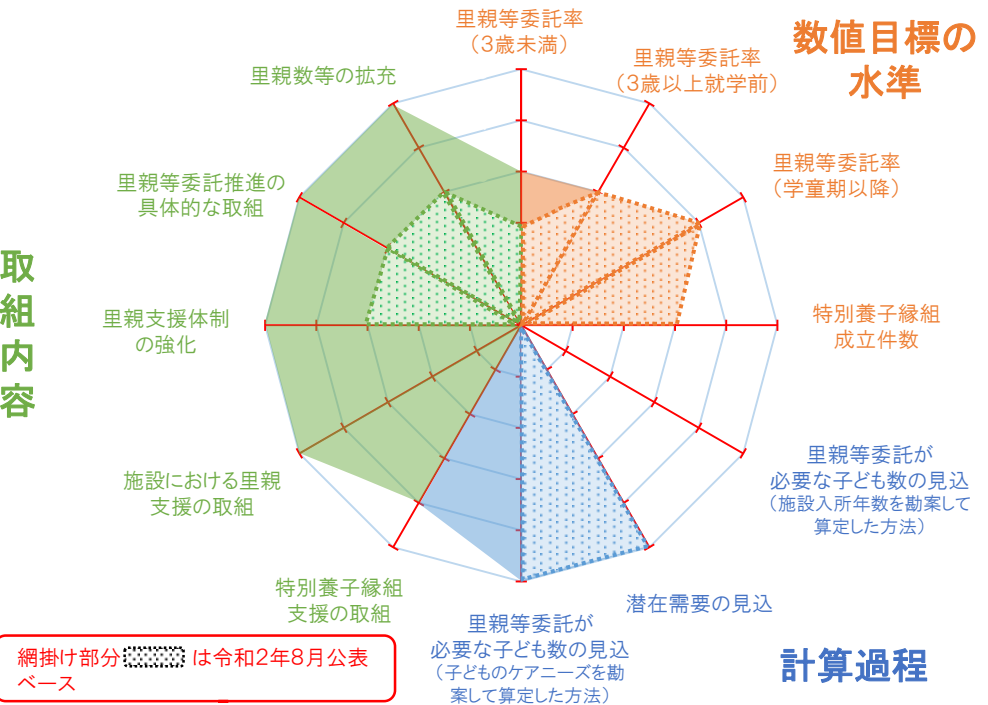 里親等委託率
（3歳未満）
里親等委託率
（3歳以上就学前）
数値目標の
水準
里親数等の拡充
里親等委託率
（学童期以降）
里親等委託推進の
具体的な取組
取
組
内
容
里親支援体制
の強化
特別養子縁組
成立件数
施設における里親
支援の取組
里親等委託が
必要な子ども数の見込
（施設入所年数を勘案して
算定した方法）
特別養子縁組
支援の取組
潜在需要の見込
里親等委託が
必要な子ども数の見込
（子どものケアニーズを勘
案して算定した方法）
計算過程
網掛け部分 は令和2年8月公表
ベース